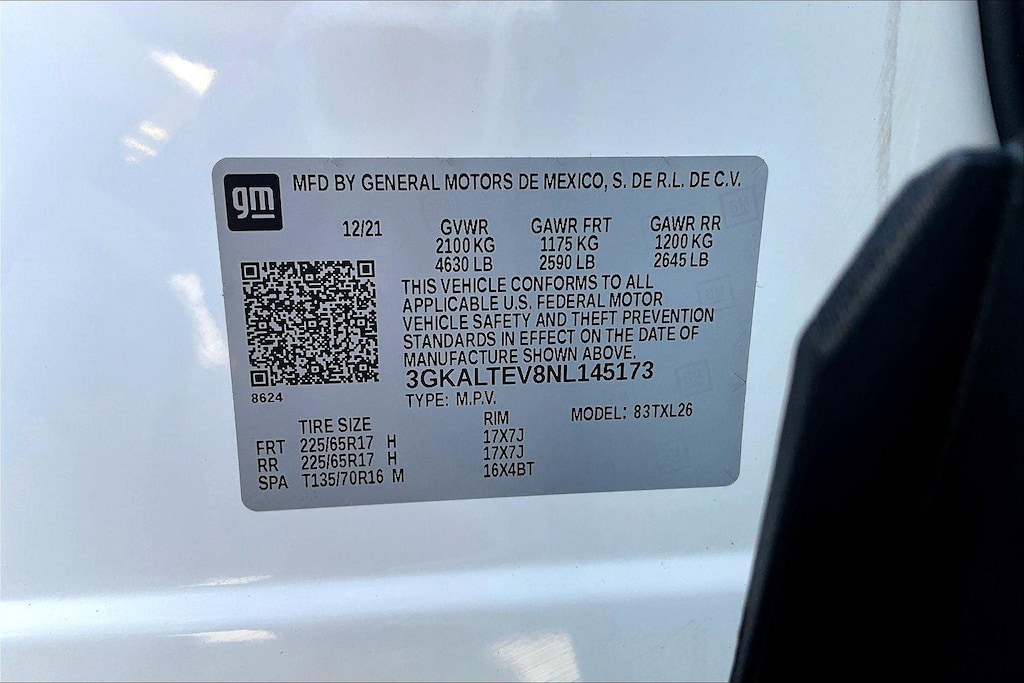 gm MFD BY GENERAL MOTORS DE MEXICO, S. DE R.L. DE C.V.
12/21 GVWR GAWR FRT GAWR RR
2100 KG 1175 KG 1200 KG
4630 LB 2590 LB 2645 LB
THIS VEHICLE CONFORMS TO ALL
APPLICABLE U.S. FEDERAL MOTOR
VEHICLE SAFETY AND THEFT PREVENTION
STANDARDS IN EFFECT ON THE DATE OF
MANUFACTURE SHOWN ABOVE.
3GKALTEV8NL145173
8624
TYPE: M.P.V.
MODEL: 83TXL26
TIRE SIZE RIM
FRT 225/65R17 H 17X7J
RR 225/65R17 H 17X7J
SPA T135/70R16 M 16X4BT